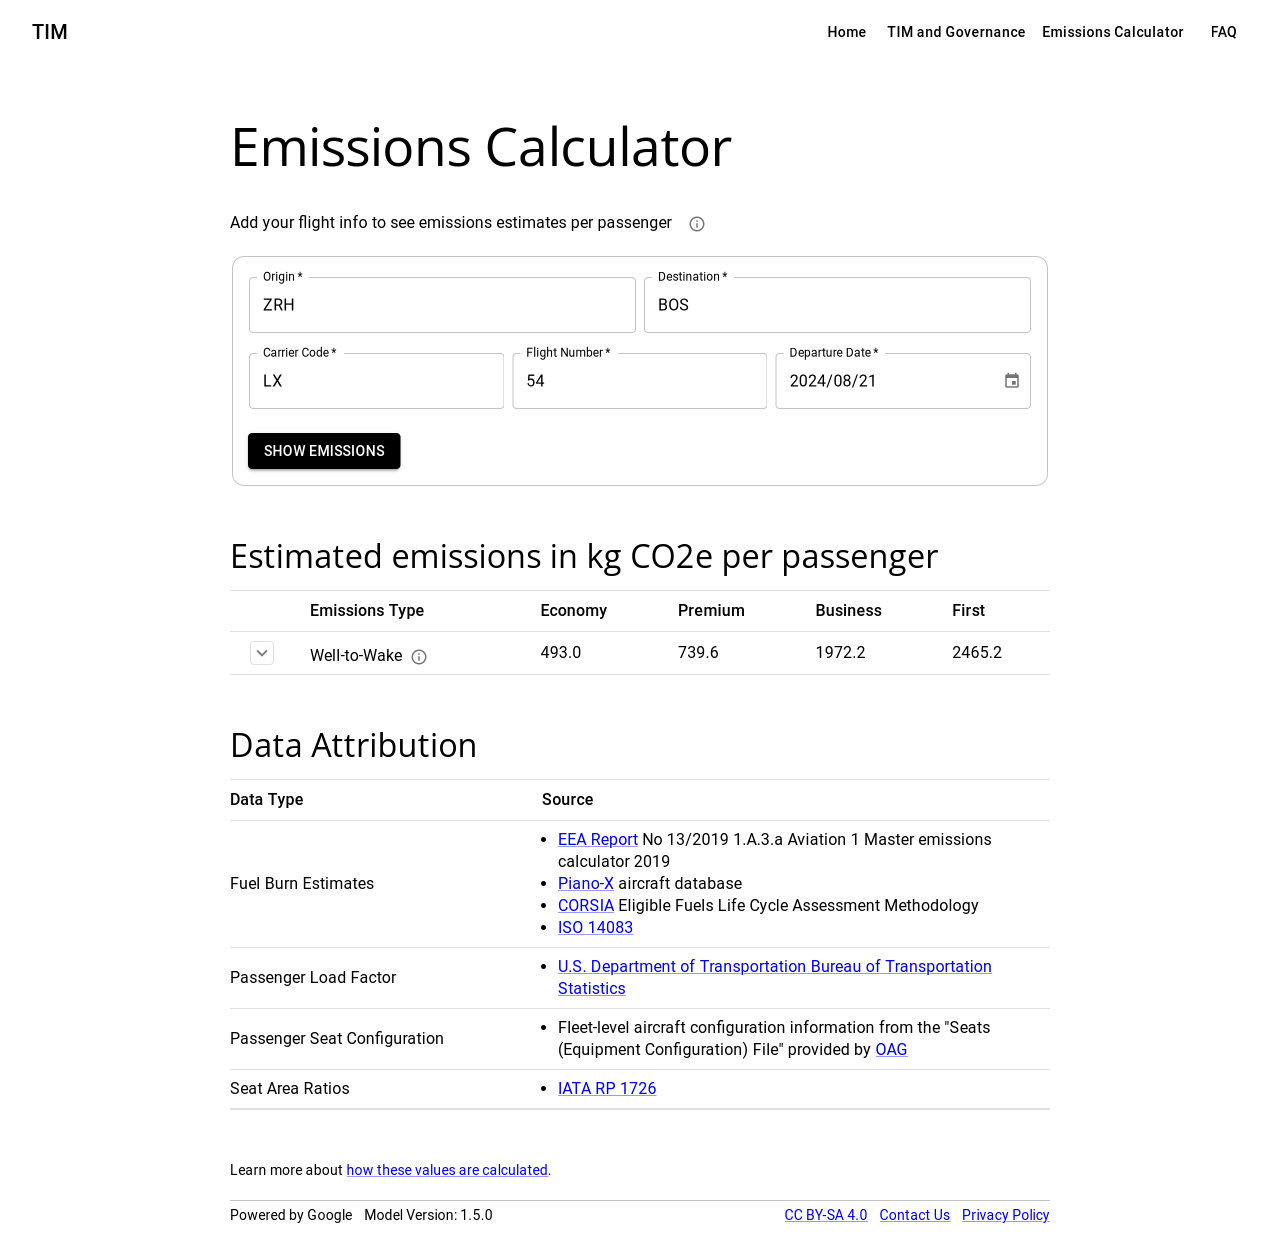 TIM
Home TIM and Governance Emissions Calculator FAQ
Emissions Calculator
Add your flight info to see emissions estimates per passenger
Origin *
ZRH
Destination *
BOS
Carrier Code *
LX
Flight Number *
54
Departure Date *
2024/08/21
SHOW EMISSIONS
Estimated emissions in kg CO2e per passenger
Emissions Type Economy Premium Business First
Well-to-Wake 493.0 739.6 1972.2 2465.2
Data Attribution
Data Type Source
Fuel Burn Estimates
• EEA Report No 13/2019 1.A.3.a Aviation 1 Master emissions
calculator 2019
• Piano-X aircraft database
• CORSIA Eligible Fuels Life Cycle Assessment Methodology
• ISO 14083
Passenger Load Factor
• U.S. Department of Transportation Bureau of Transportation
Statistics
Passenger Seat Configuration
• Fleet-level aircraft configuration information from the "Seats
(Equipment Configuration) File" provided by OAG
Seat Area Ratios
• IATA RP 1726
Learn more about how these values are calculated.
Powered by Google Model Version: 1.5.0 CC BY-SA 4.0 Contact Us Privacy Policy